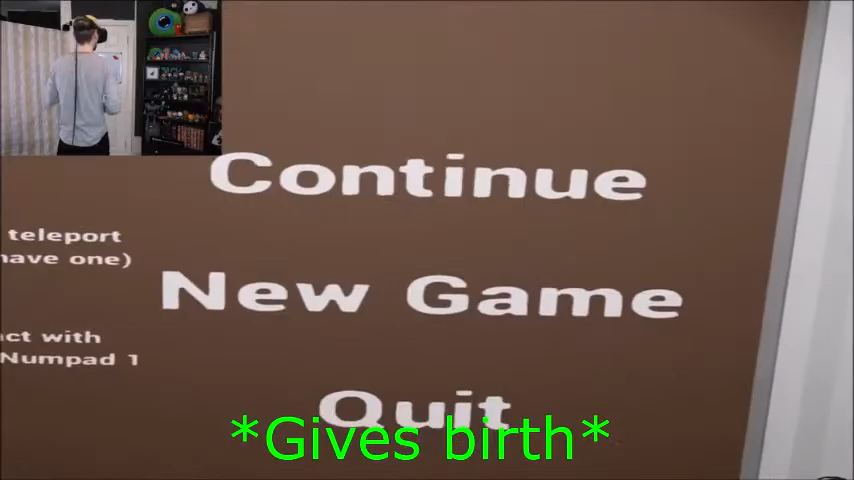 Continue
teleport
have one)
New Game
act with
Numpad 1
Quit
*Gives birth*